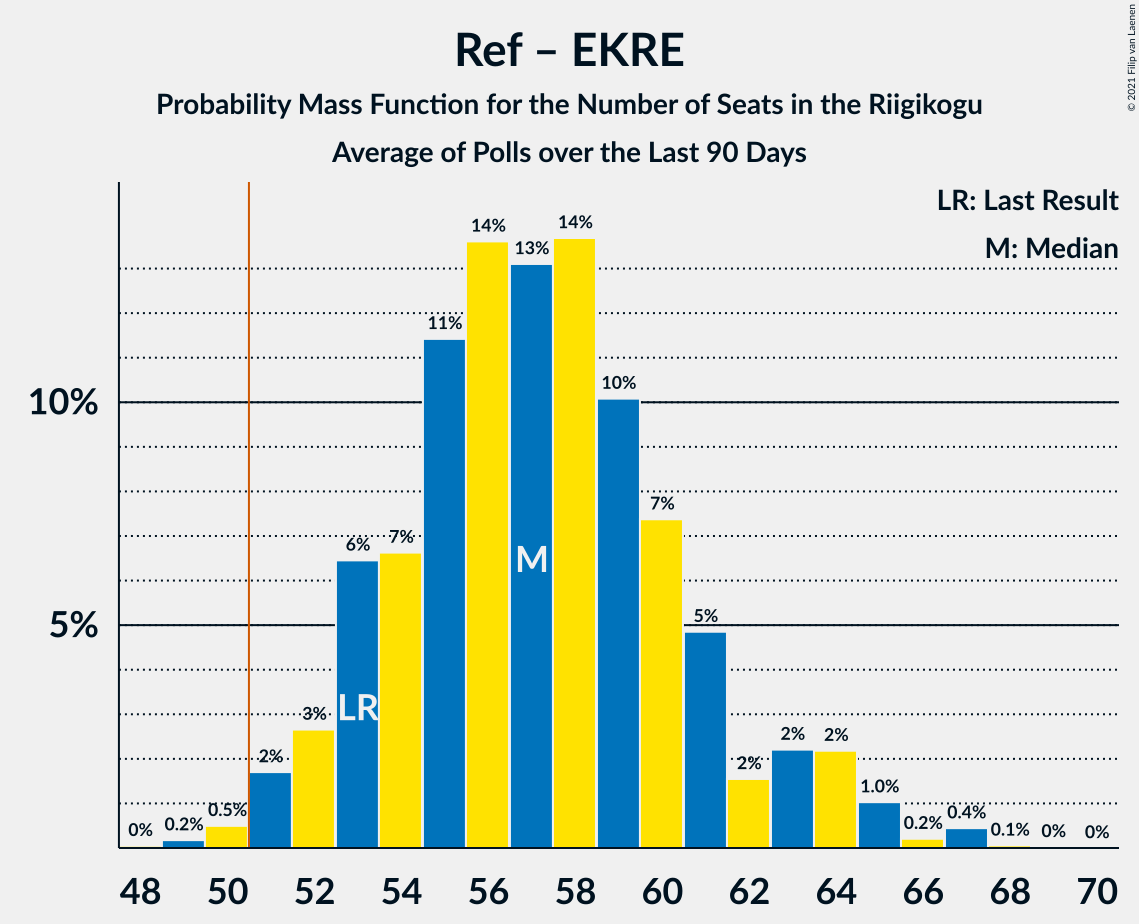 Ref – EKRE
Probability Mass Function for the Number of Seats in the Riigikogu
Average of Polls over the Last 90 Days
© 2021 Filip van Laenen
LR: Last Result
M: Median
10%
5%
0%
0.2%
0.5%
2%
3%
6%
7%
11%
14%
13%
14%
10%
7%
5%
2%
2%
2%
1.0%
0.2%
0.4%
0.1%
0%
0%
LR
M
48 50 52 54 56 58 60 62 64 66 68 70